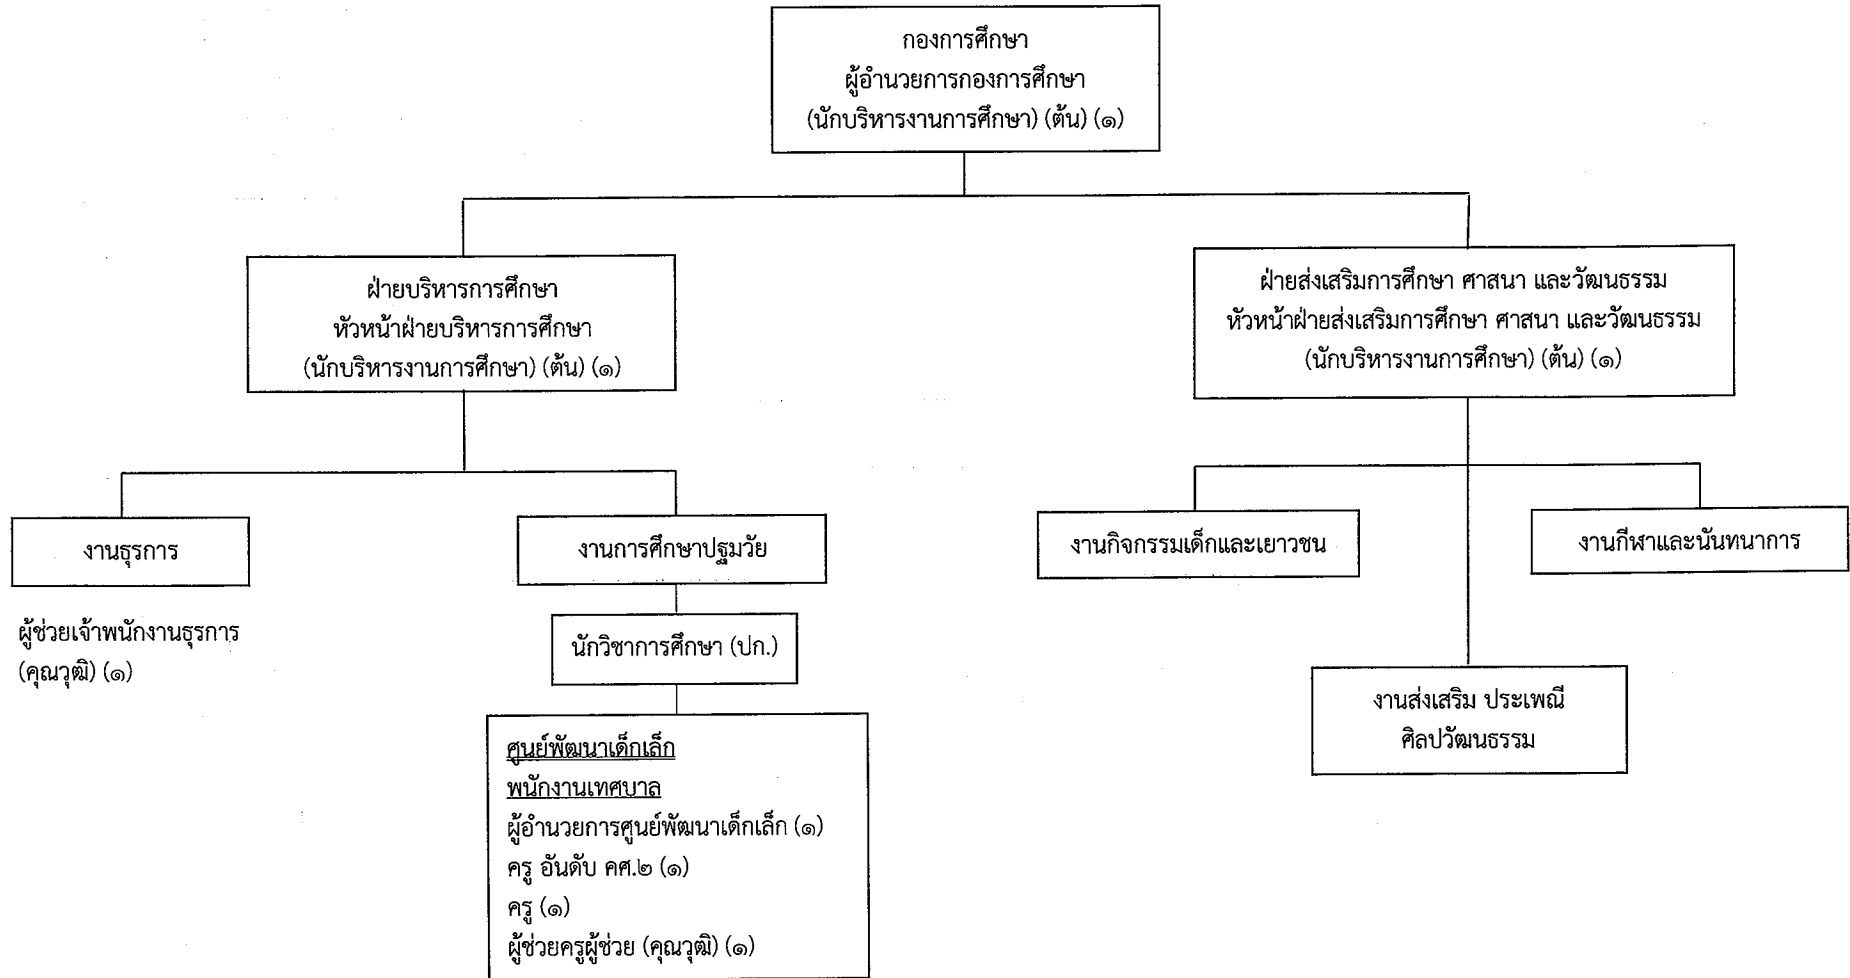 กองการศึกษา
ผู้อำนวยการกองการศึกษา
(นักบริหารงานการศึกษา) (ต้น) (๑)
ฝ่ายบริหารการศึกษา
หัวหน้าฝ่ายบริหารการศึกษา
(นักบริหารงานการศึกษา) (ต้น) (๑)
ฝ่ายส่งเสริมการศึกษา ศาสนา และวัฒนธรรม
หัวหน้าฝ่ายส่งเสริมการศึกษา ศาสนา และวัฒนธรรม
(นักบริหารงานการศึกษา) (ต้น) (๑)
งานธุรการ
ผู้ช่วยเจ้าพนักงานธุรการ
(คุณวุฒิ) (๑)
งานการศึกษาปฐมวัย
นักวิชาการศึกษา (ปก.)
ศูนย์พัฒนาเด็กเล็ก
พนักงานเทศบาล
ผู้อำนวยการศูนย์พัฒนาเด็กเล็ก (๑)
ครู อันดับ คศ.๒ (๑)
ครู (๑)
ผู้ช่วยครูผู้ช่วย (คุณวุฒิ) (๑)
งานกิจกรรมเด็กและเยาวชน
งานส่งเสริม ประเพณี
ศิลปวัฒนธรรม
งานกีฬาและนันทนาการ